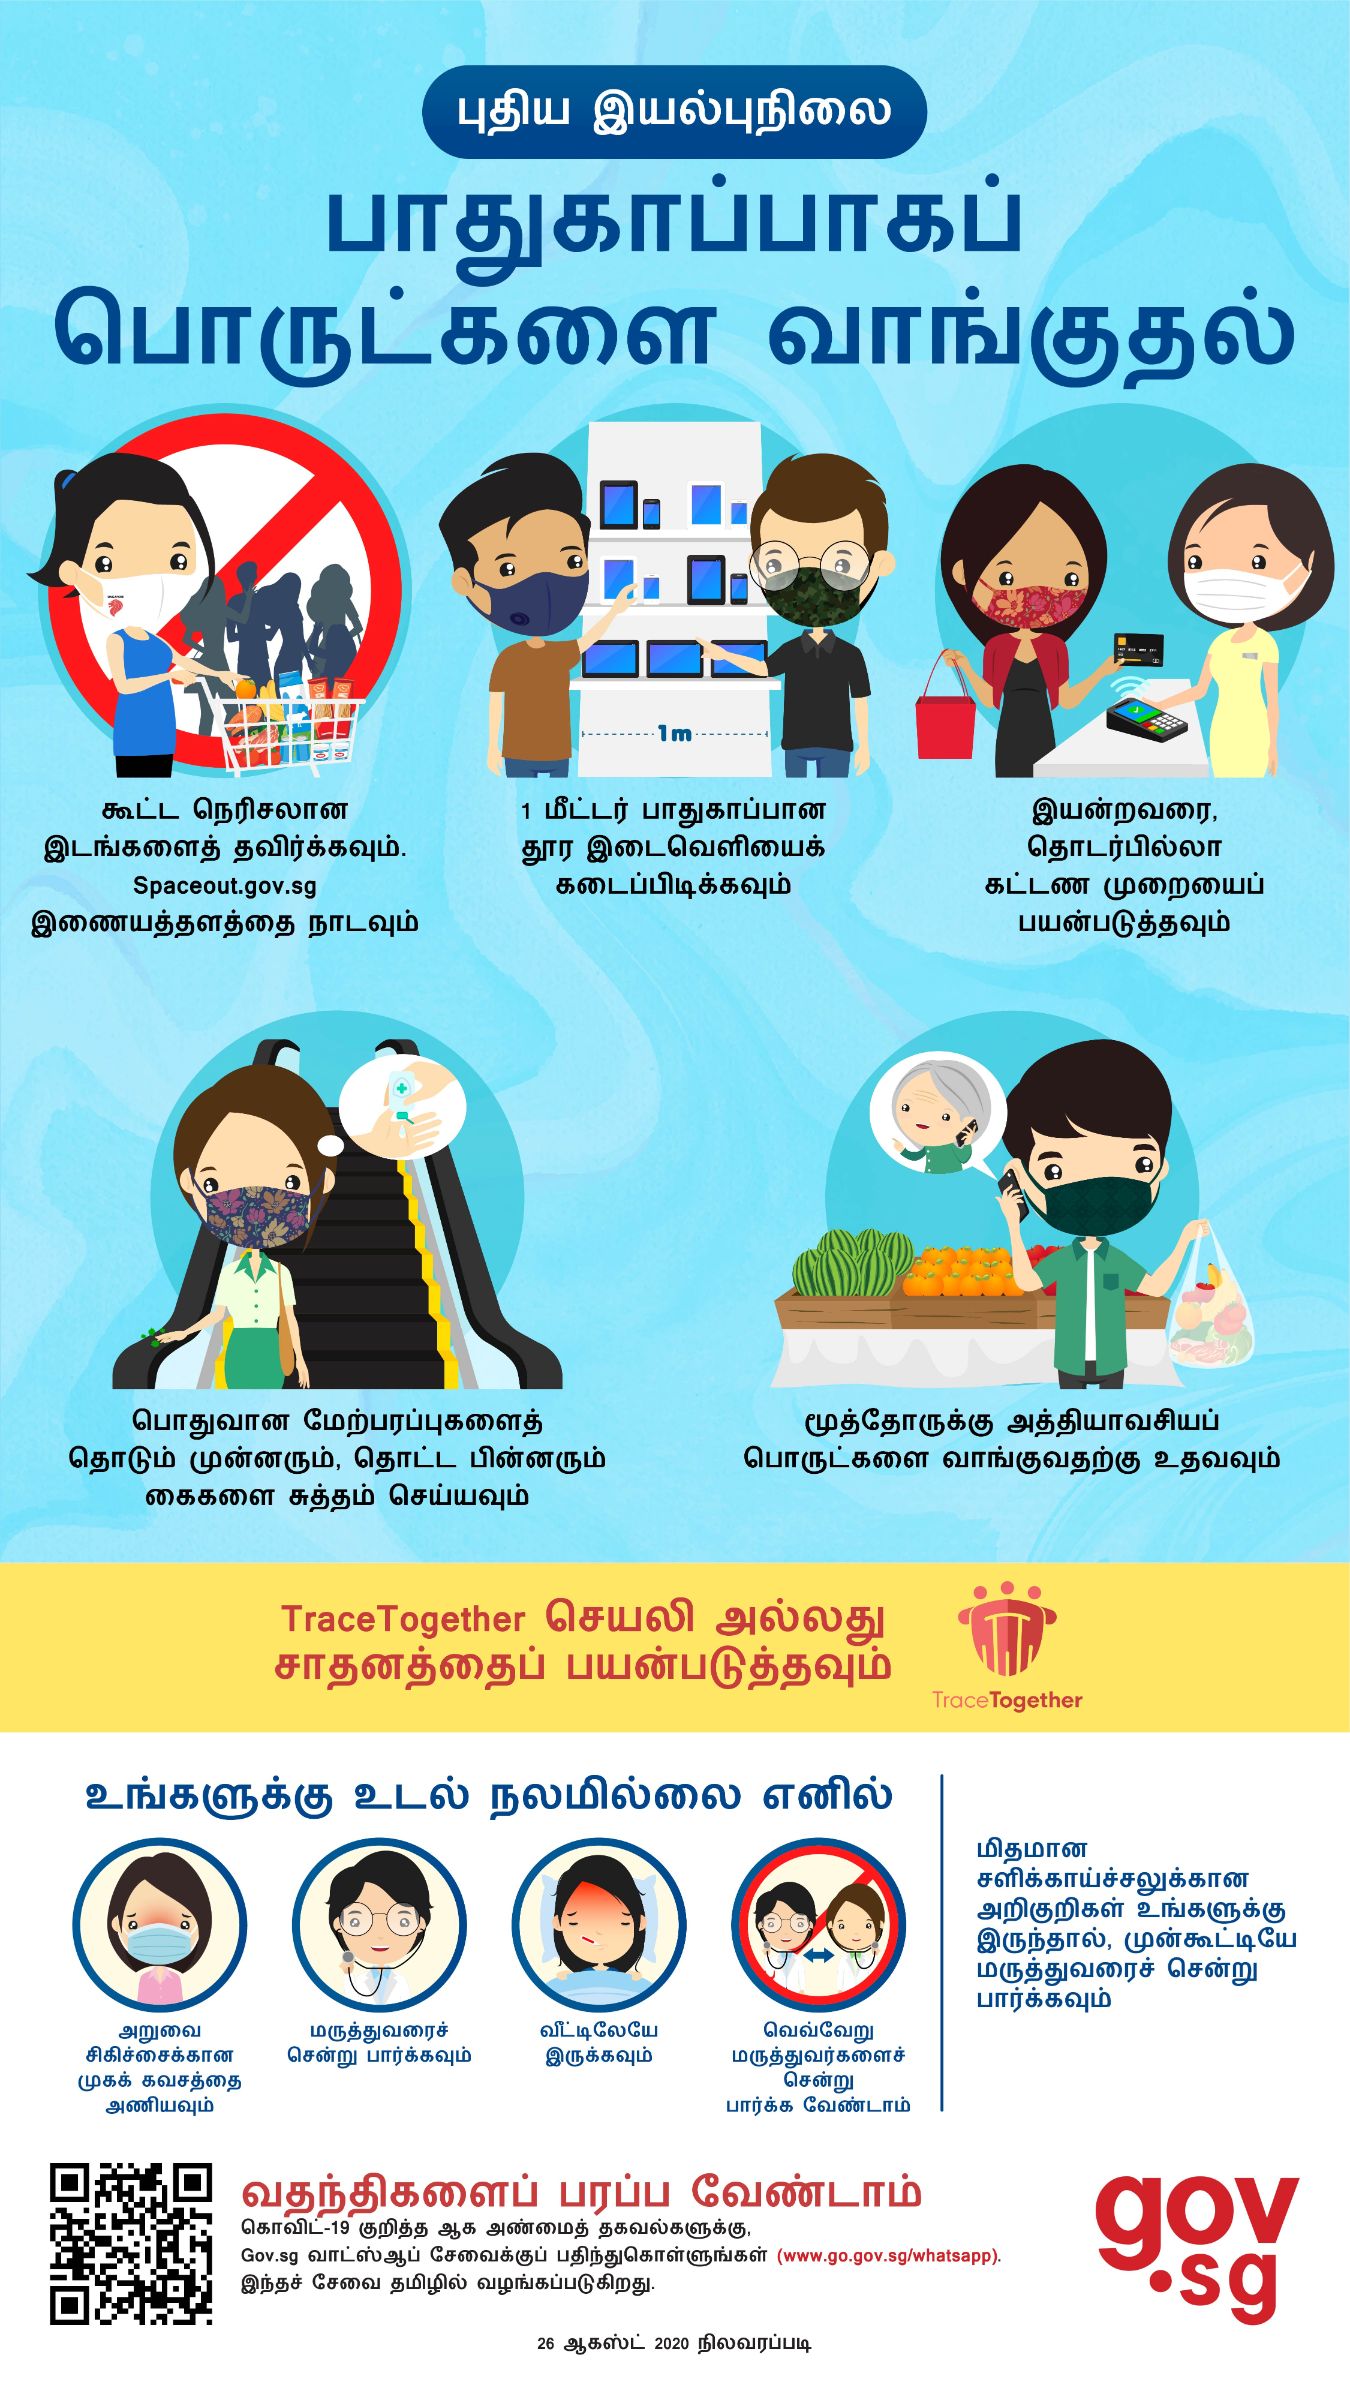 புதிய இயல்புநிலை
பாதுகாப்பாகப்
பொருட்களை வாங்குதல்
1m
கூட்ட நெரிசலான
இடங்களைத் தவிர்க்கவும்.
Spaceout.gov.sg
இணையத்தளத்தை நாடவும்
1 மீட்டர் பாதுகாப்பான
தூர இடைவெளியைக்
கடைப்பிடிக்கவும்
இயன்றவரை,
தொடர்பில்லா
கட்டண முறையைப்
பயன்படுத்தவும்
பொதுவான மேற்பரப்புகளைத்
தொடும் முன்னரும், தொட்ட பின்னரும்
கைகளை சுத்தம் செய்யவும்
மூத்தோருக்கு அத்தியாவசியப்
பொருட்களை வாங்குவதற்கு உதவவும்
TraceTogether செயலி அல்லது
சாதனத்தைப் பயன்படுத்தவும்
TraceTogether
உங்களுக்கு உடல் நலமில்லை எனில்
அறுவை
சிகிச்சைக்கான
முகக் கவசத்தை
அணியவும்
மருத்துவரைச்
சென்று பார்க்கவும்
வீட்டிலேயே
இருக்கவும்
வெவ்வேறு
மருத்துவர்களைச்
சென்று
பார்க்க வேண்டாம்
மிதமான
சளிக்காய்ச்சலுக்கான
அறிகுறிகள் உங்களுக்கு
இருந்தால், முன்கூட்டியே
மருத்துவரைச் சென்று
பார்க்கவும்
வதந்திகளைப் பரப்ப வேண்டாம்
கொவிட்-19 குறித்த ஆக அண்மைத் தகவல்களுக்கு,
Gov.sg வாட்ஸ்ஆப் சேவைக்குப் பதிந்துகொள்ளுங்கள் (www.go.gov.sg/whatsapp).
இந்தச் சேவை தமிழில் வழங்கப்படுகிறது.
gov
.sg
26 ஆகஸ்ட் 2020 நிலவரப்படி